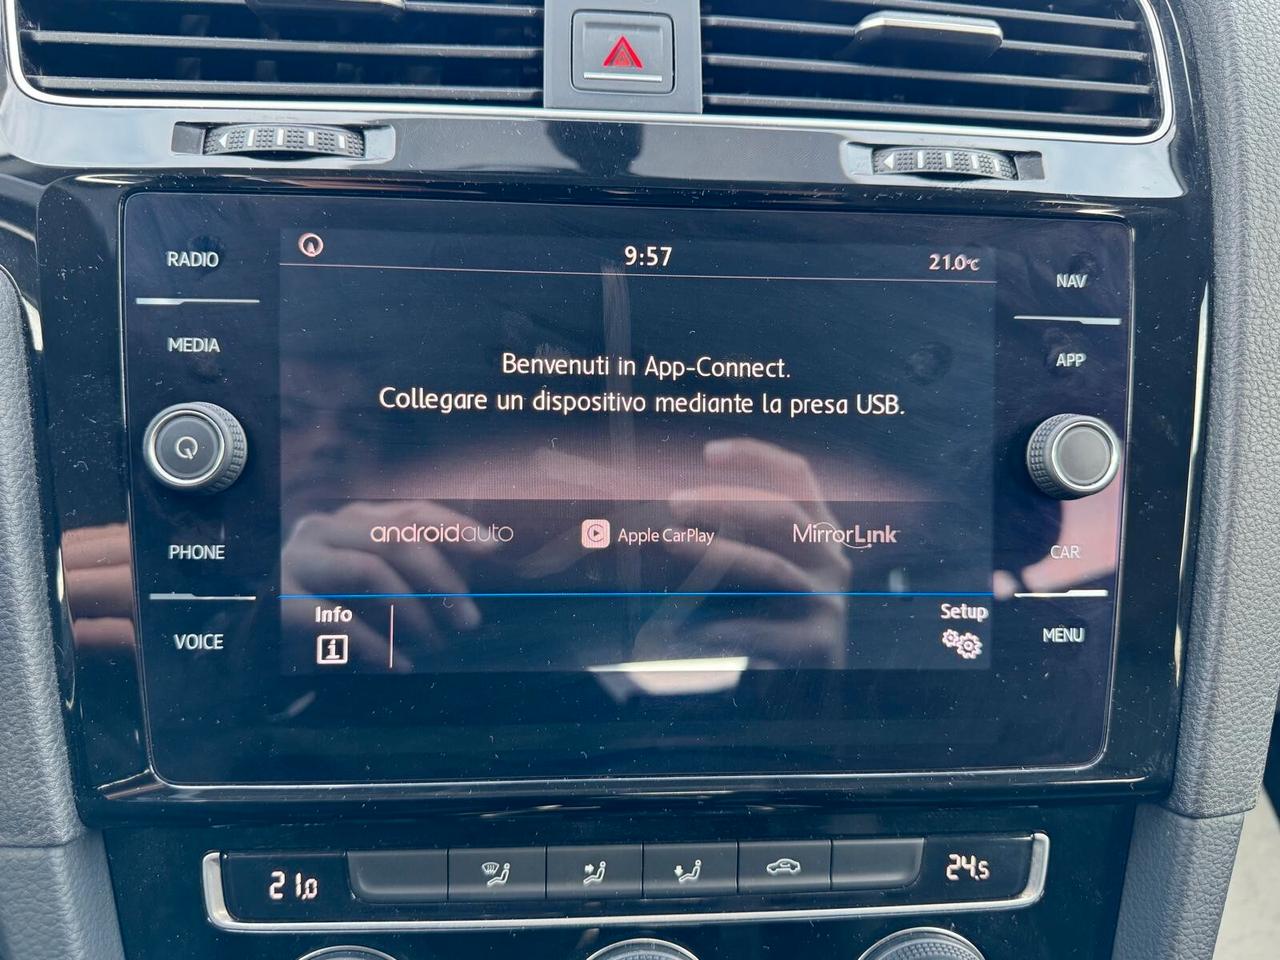 RADIO
9:57
21.0°C
NAV
MEDIA
APP
Benvenuti in App-Connect.
Collegare un dispositivo mediante la presa USB.
androidauto
Apple CarPlay
MirrorLink
PHONE
CAR
Info
Setup
VOICE
MENU
21,0
24,5